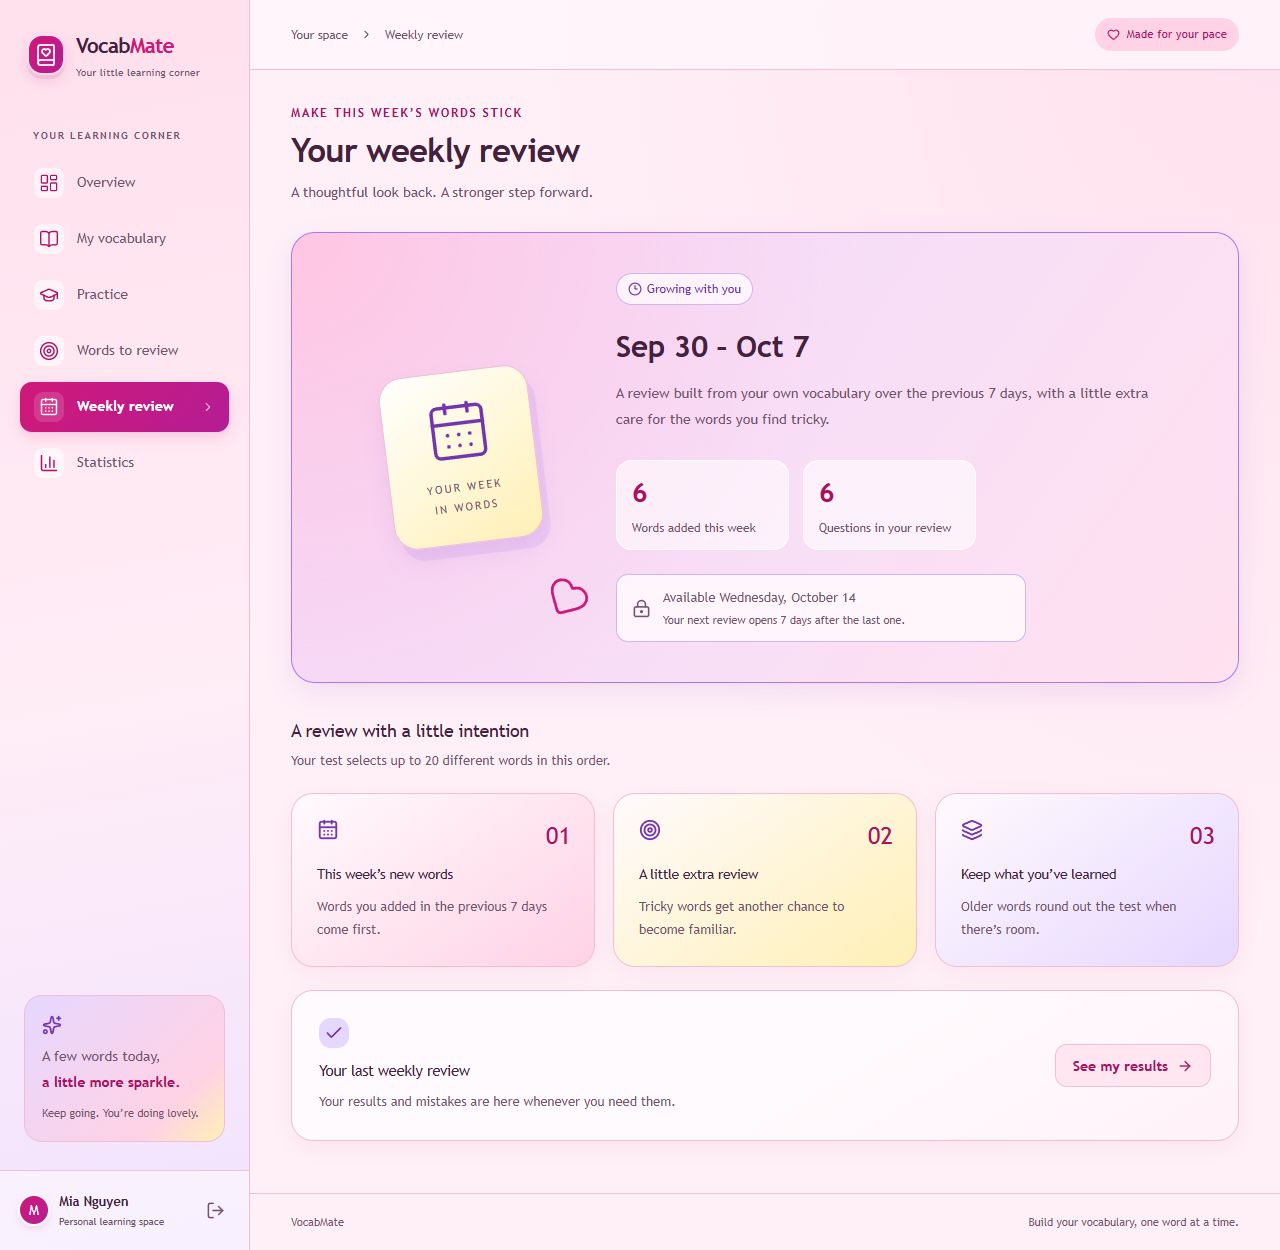 VocabMate
Your little learning corner
YOUR LEARNING CORNER
Overview
My vocabulary
Practice
Words to review
Weekly review
Statistics
A few words today,
a little more sparkle.
Keep going. You’re doing lovely.
M
Mia Nguyen
Personal learning space
Your space
Weekly review
Made for your pace
MAKE THIS WEEK’S WORDS STICK
Your weekly review
A thoughtful look back. A stronger step forward.
YOUR WEEK
IN WORDS
Growing with you
Sep 30 – Oct 7
A review built from your own vocabulary over the previous 7 days, with a little extra
care for the words you find tricky.
6
Words added this week
6
Questions in your review
Available Wednesday, October 14
Your next review opens 7 days after the last one.
A review with a little intention
Your test selects up to 20 different words in this order.
01
This week’s new words
Words you added in the previous 7 days
come first.
02
A little extra review
Tricky words get another chance to
become familiar.
03
Keep what you’ve learned
Older words round out the test when
there’s room.
Your last weekly review
Your results and mistakes are here whenever you need them.
See my results
VocabMate
Build your vocabulary, one word at a time.